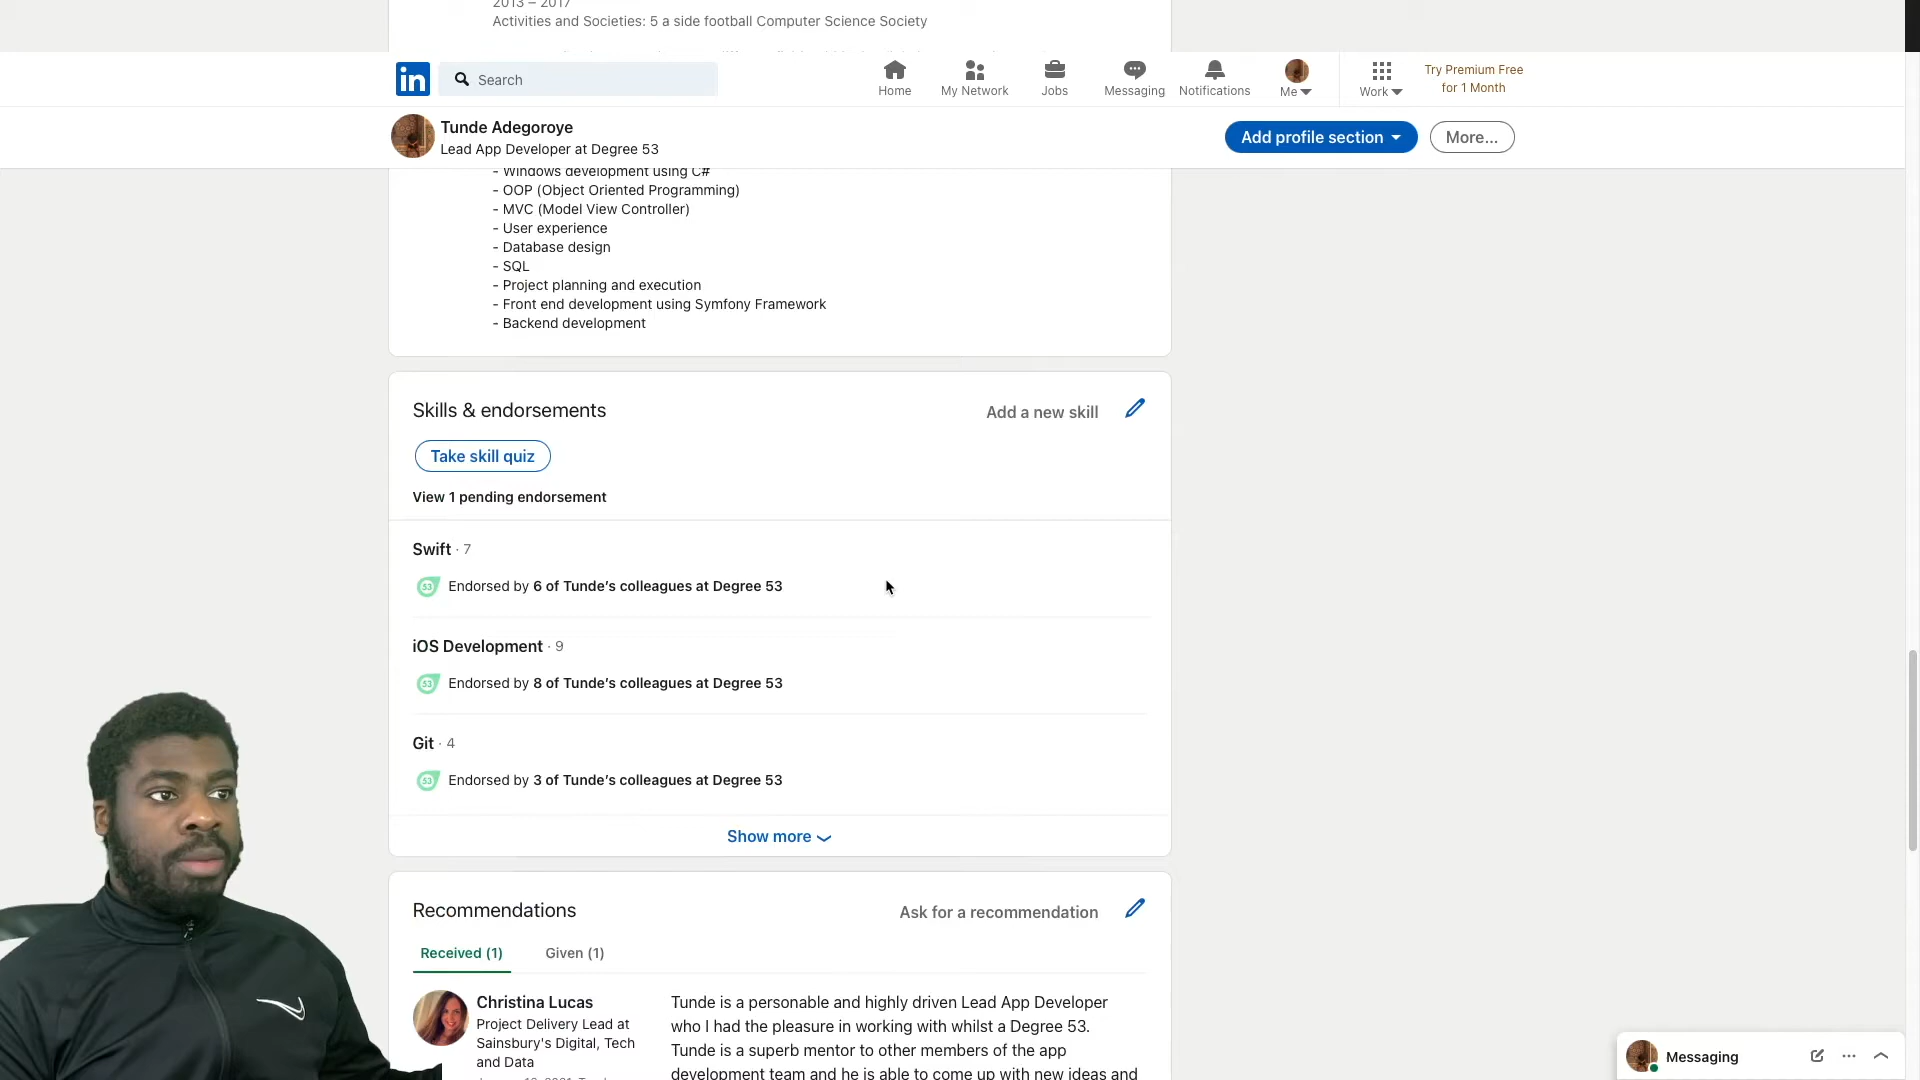 2013 – 2017
Activities and Societies: 5 a side football Computer Science Society
in
Search
Home
My Network
Jobs
Messaging
Notifications
Me
Work
Try Premium Free
for 1 Month
Tunde Adegoroye
Lead App Developer at Degree 53
Add profile section
More...
- Windows development using C#
- OOP (Object Oriented Programming)
- MVC (Model View Controller)
- User experience
- Database design
- SQL
- Project planning and execution
- Front end development using Symfony Framework
- Backend development
Skills & endorsements
Add a new skill
Take skill quiz
View 1 pending endorsement
Swift · 7
53
Endorsed by 6 of Tunde’s colleagues at Degree 53
iOS Development · 9
53
Endorsed by 8 of Tunde’s colleagues at Degree 53
Git · 4
53
Endorsed by 3 of Tunde’s colleagues at Degree 53
Show more
Recommendations
Ask for a recommendation
Received (1)
Given (1)
Christina Lucas
Project Delivery Lead at
Sainsbury's Digital, Tech
and Data
Tunde is a personable and highly driven Lead App Developer
who I had the pleasure in working with whilst a Degree 53.
Tunde is a superb mentor to other members of the app
development team and he is able to come up with new ideas and
Messaging